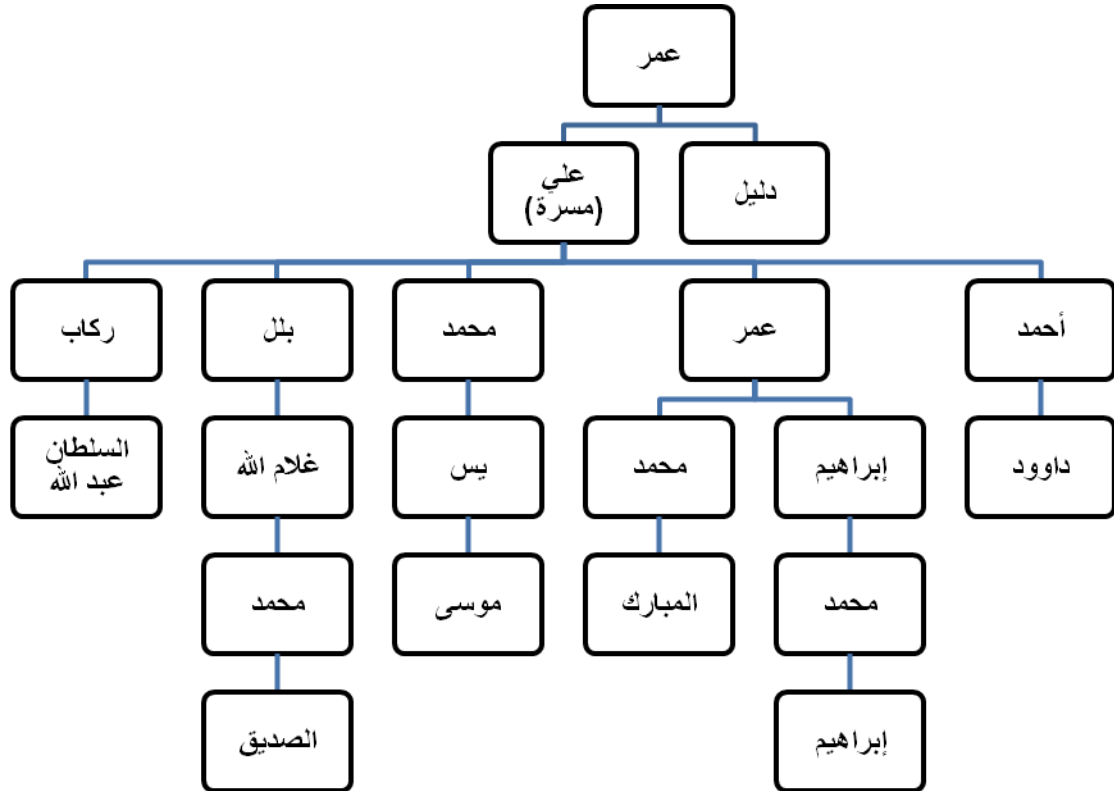 عمر
دليل
علي
(مسرة)
أحمد
عمر
محمد
بلل
ركاب
داوود
إبراهيم
محمد
يس
غلام الله
السلطان
عبد الله
محمد
المبارك
موسى
محمد
إبراهيم
الصديق